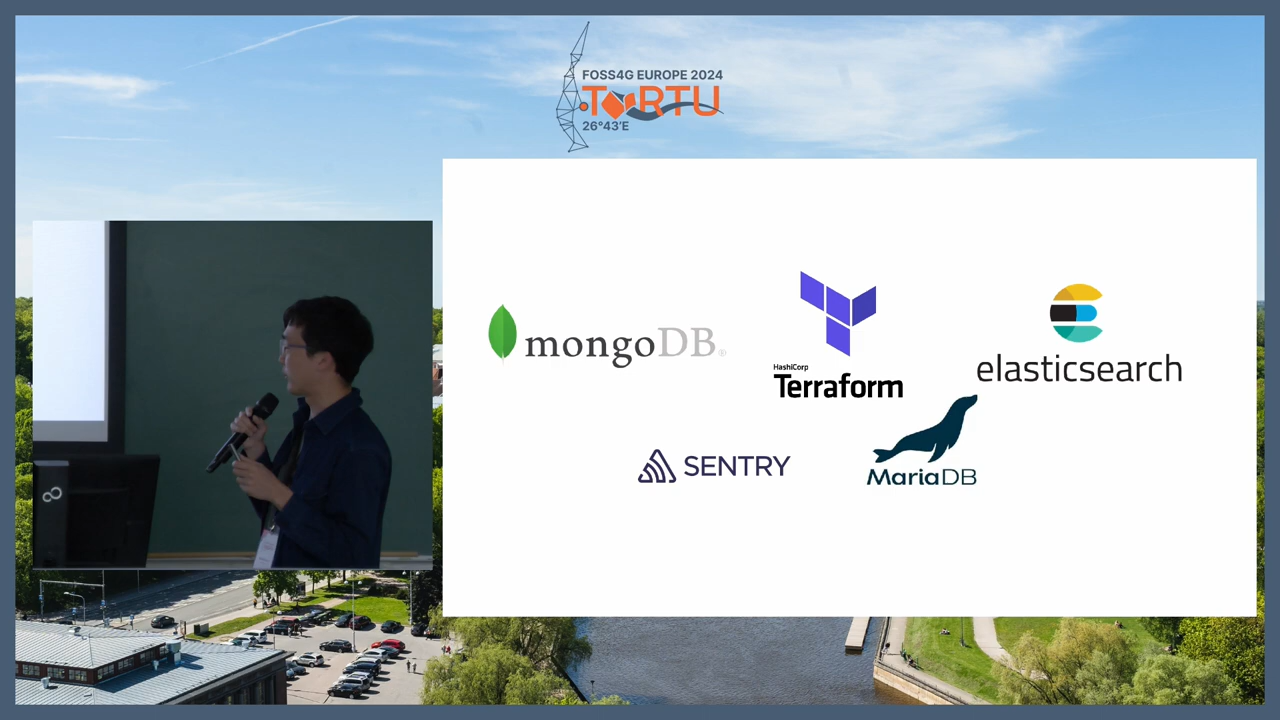 FOSS4G EUROPE 2024
TARTU
26°43'E
mongoDB®
HashiCorp
Terraform
elasticsearch
SENTRY
MariaDB